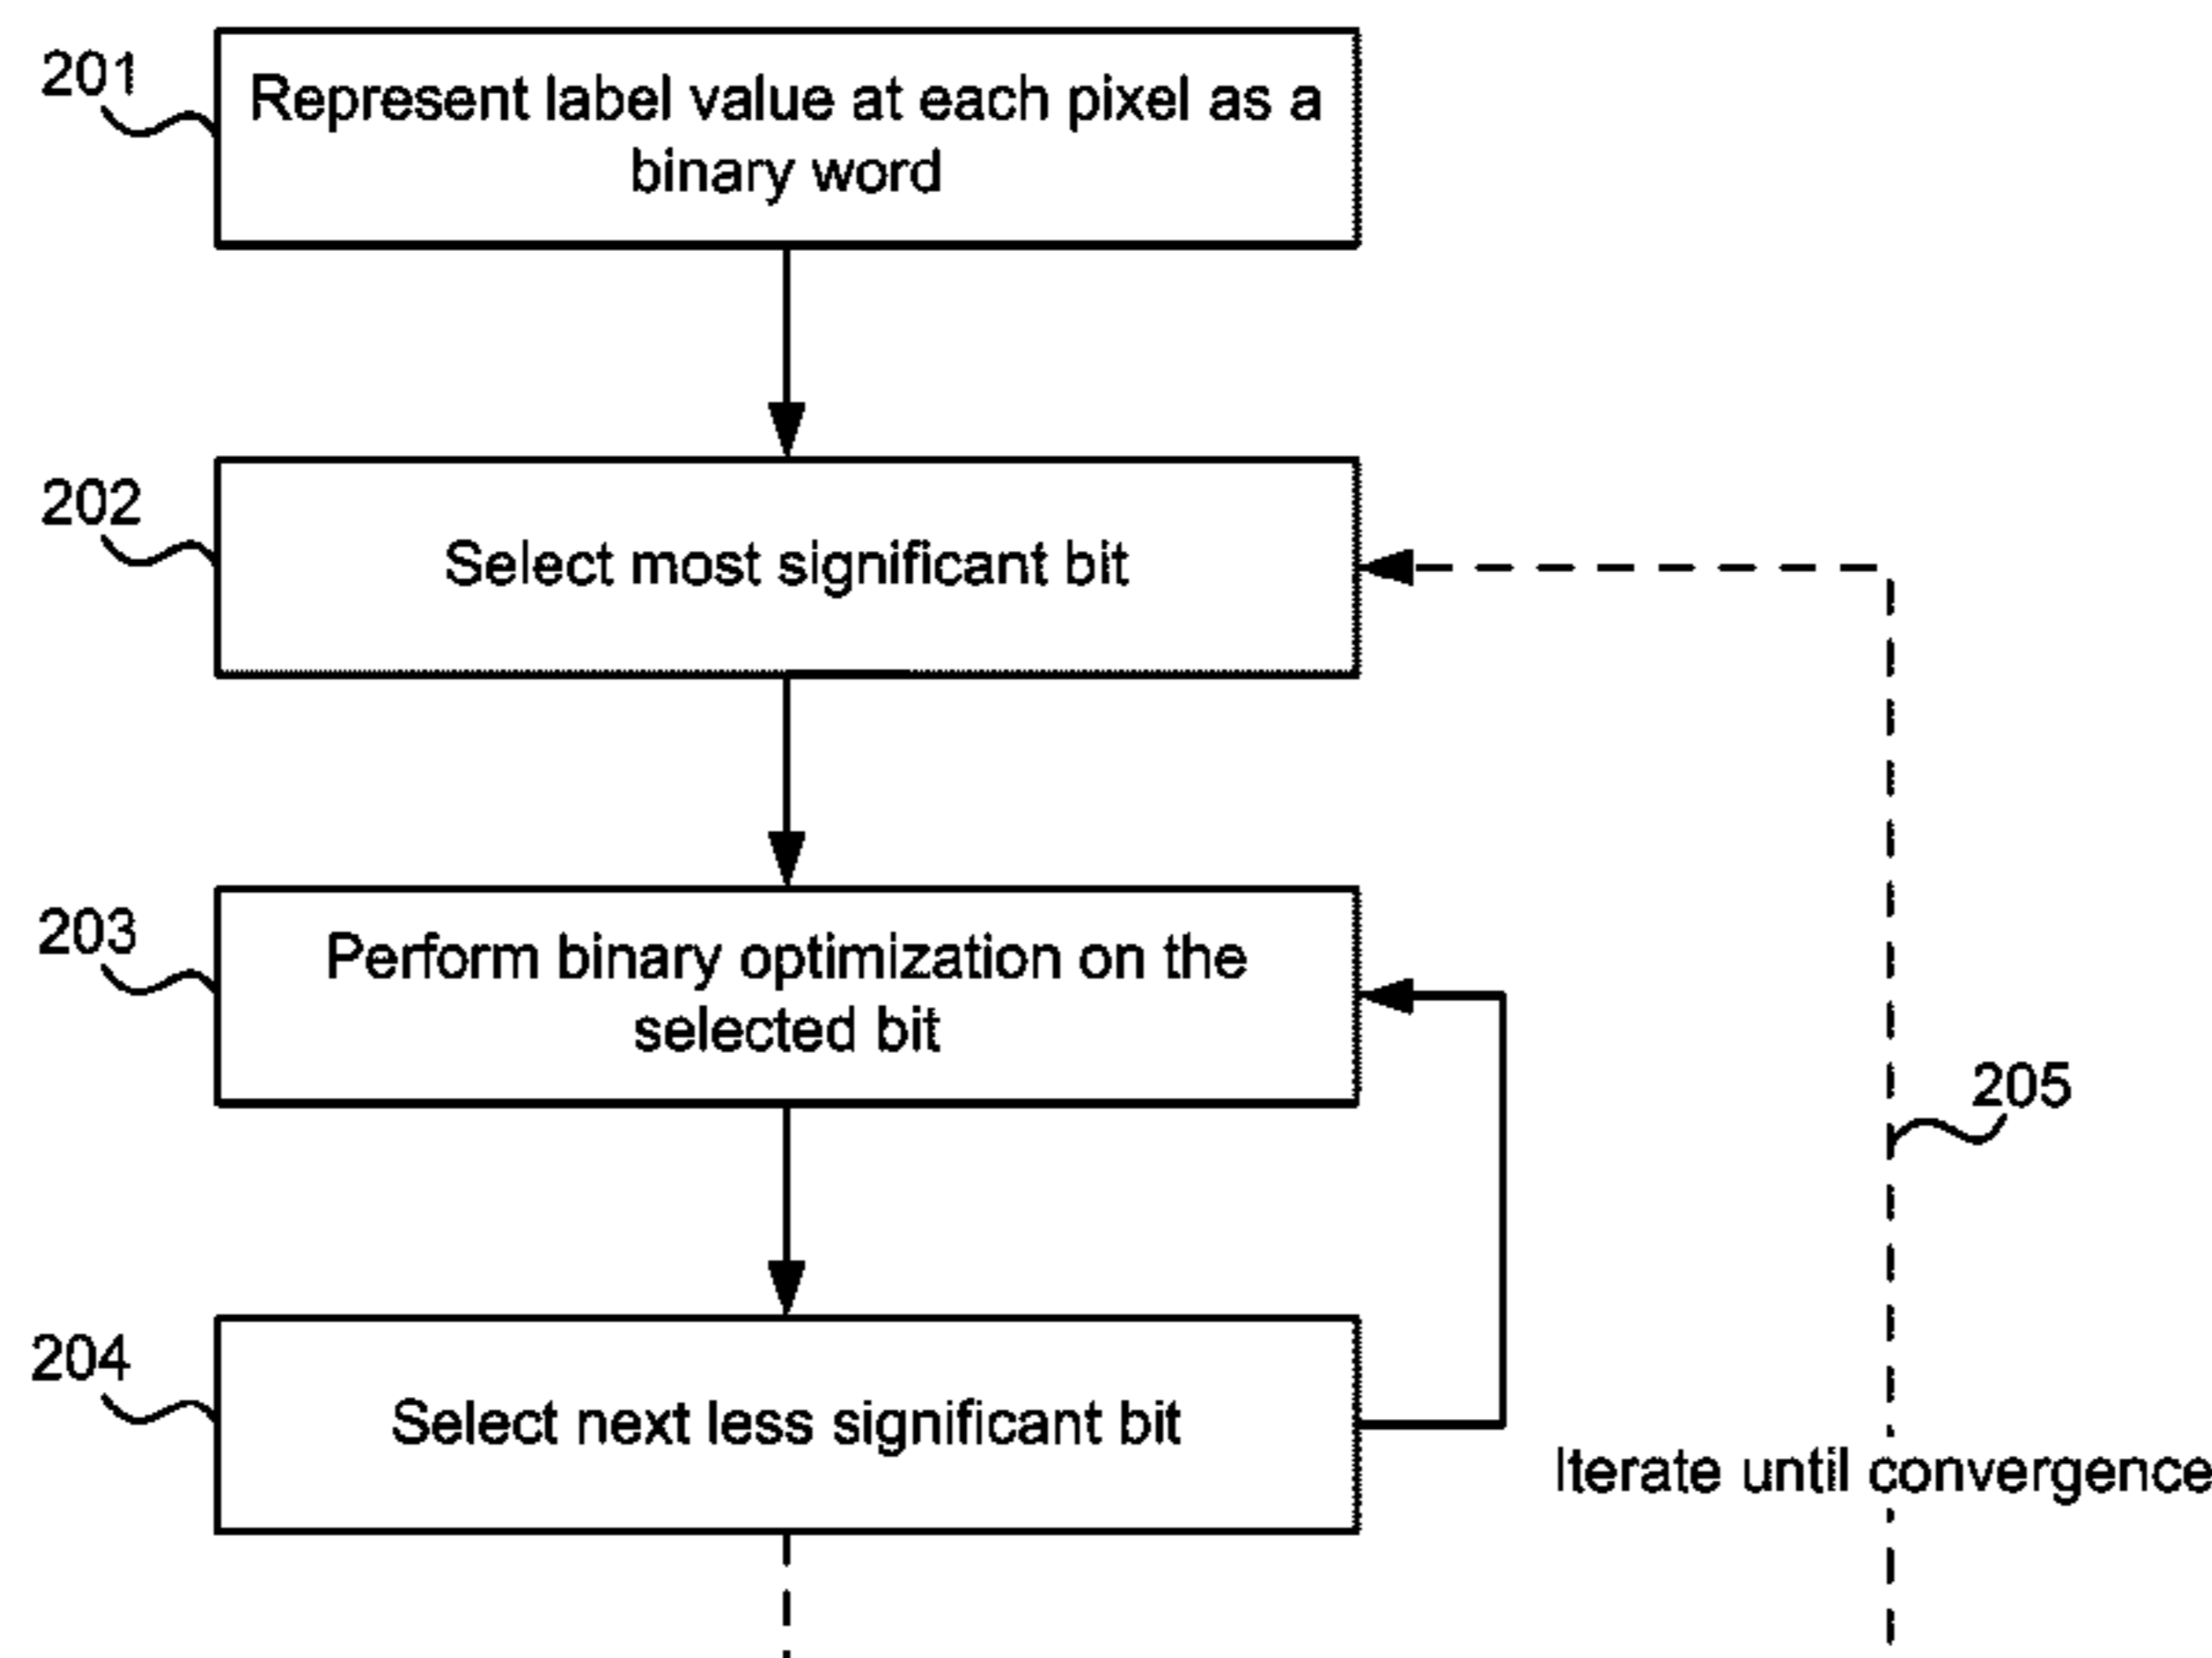 201
Represent label value at each pixel as a
binary word
202
Select most significant bit
203
Perform binary optimization on the
selected bit
205
204
Select next less significant bit
Iterate until convergence